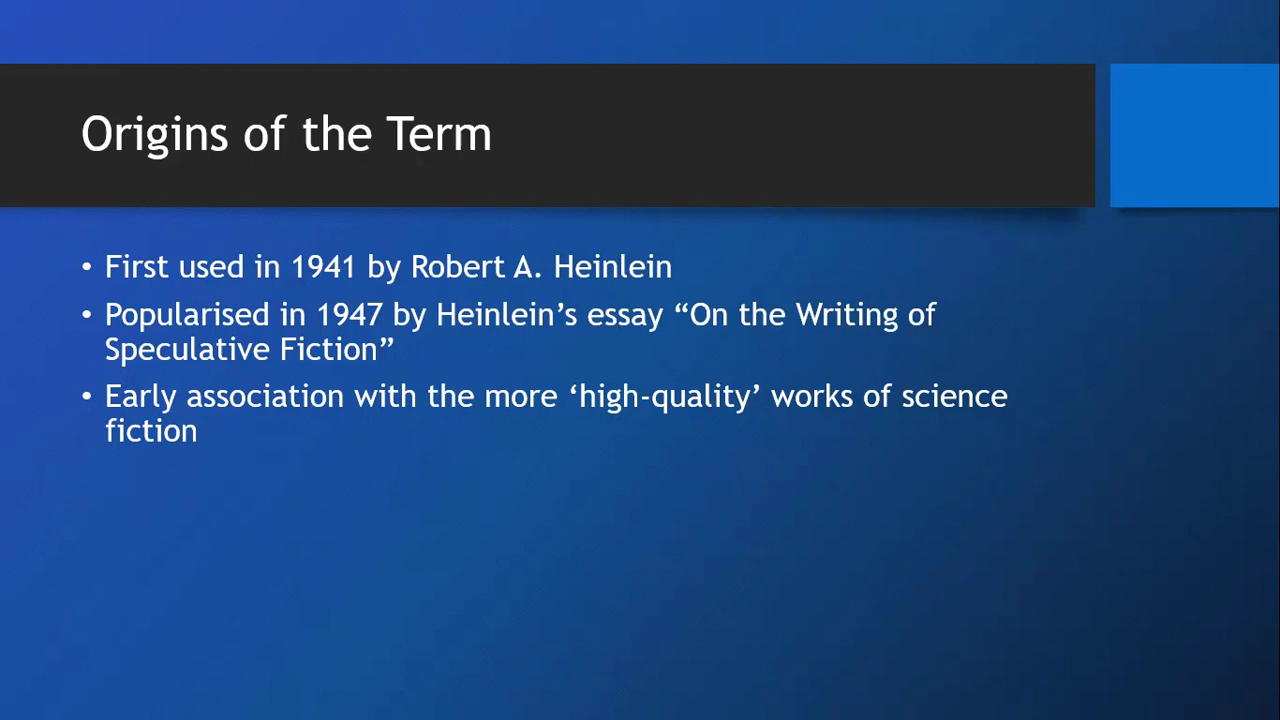 Origins of the Term
• First used in 1941 by Robert A. Heinlein
• Popularised in 1947 by Heinlein’s essay “On the Writing of
Speculative Fiction”
• Early association with the more ‘high-quality’ works of science
fiction